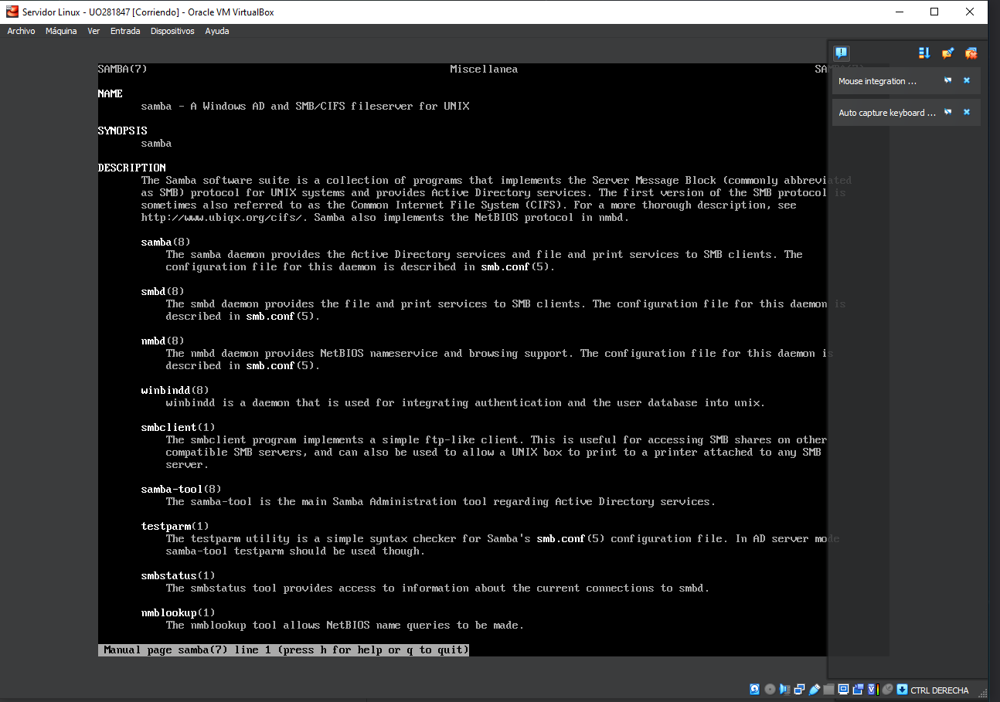 Servidor Linux - UO281847 [Corriendo] - Oracle VM VirtualBox
Archivo Máquina Ver Entrada Dispositivos Ayuda
Mouse integration ...
Auto capture keyboard ...
SAMBA(7) Miscellanea SAMBA(7)
NAME
samba - A Windows AD and SMB/CIFS fileserver for UNIX
SYNOPSIS
samba
DESCRIPTION
The Samba software suite is a collection of programs that implements the Server Message Block (commonly abbreviated
as SMB) protocol for UNIX systems and provides Active Directory services. The first version of the SMB protocol is
sometimes also referred to as the Common Internet File System (CIFS). For a more thorough description, see
http://www.ubiqx.org/cifs/. Samba also implements the NetBIOS protocol in nmbd.
samba(8)
The samba daemon provides the Active Directory services and file and print services to SMB clients. The
configuration file for this daemon is described in smb.conf(5).
smbd(8)
The smbd daemon provides the file and print services to SMB clients. The configuration file for this daemon is
described in smb.conf(5).
nmbd(8)
The nmbd daemon provides NetBIOS nameservice and browsing support. The configuration file for this daemon is
described in smb.conf(5).
winbindd(8)
winbindd is a daemon that is used for integrating authentication and the user database into unix.
smbclient(1)
The smbclient program implements a simple ftp-like client. This is useful for accessing SMB shares on other
compatible SMB servers, and can also be used to allow a UNIX box to print to a printer attached to any SMB
server.
samba-tool(8)
The samba-tool is the main Samba Administration tool regarding Active Directory services.
testparm(1)
The testparm utility is a simple syntax checker for Samba's smb.conf(5) configuration file. In AD server mode
samba-tool testparm should be used though.
smbstatus(1)
The smbstatus tool provides access to information about the current connections to smbd.
nmblookup(1)
The nmblookup tool allows NetBIOS name queries to be made.
Manual page samba(7) line 1 (press h for help or q to quit)
CTRL DERECHA